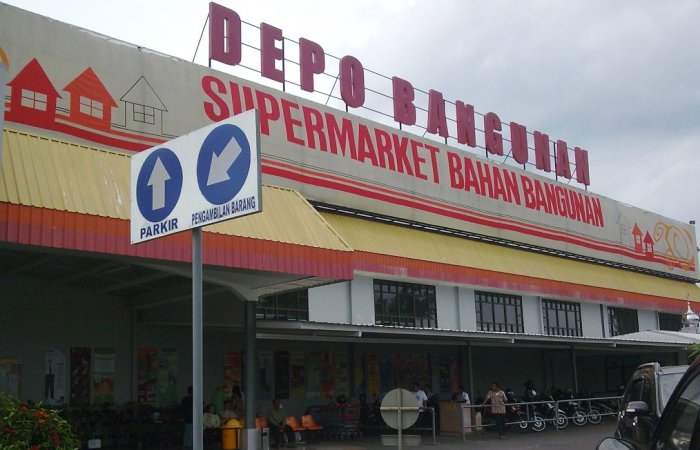 DEPO BANGUNAN
SUPERMARKET BAHAN BANGUNAN
PARKIR
PENGAMBILAN BARANG